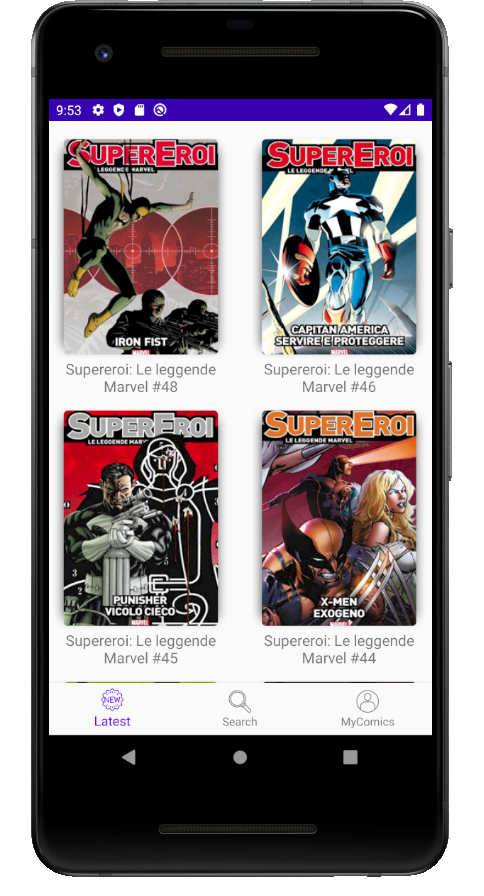 9:53
SUPEREROI
LEGGENDE MARVEL
IRON FIST
MARVEL
Supereroi: Le leggende
Marvel #48
SUPEREROI
LE LEGGENDE MARVEL
CAPITAN AMERICA
SERVIRE E PROTEGGERE
MARVEL
Supereroi: Le leggende
Marvel #46
SUPEREROI
LE LEGGENDE MARVEL
PUNISHER
VICOLO CIECO
MARVEL
Supereroi: Le leggende
Marvel #45
SUPEREROI
LE LEGGENDE MARVEL
X-MEN
EXOGENO
MARVEL
Supereroi: Le leggende
Marvel #44
NEW
Latest
Search
MyComics